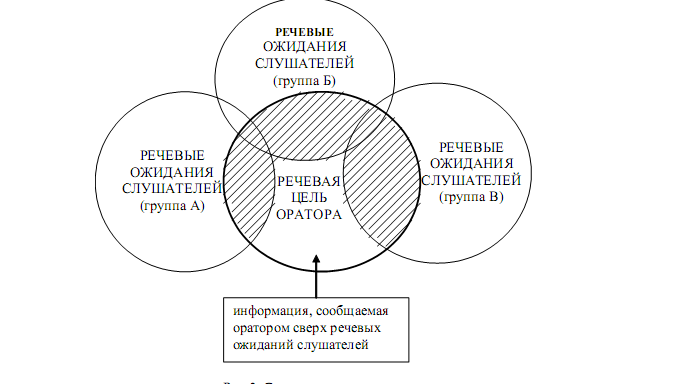 РЕЧЕВЫЕ
ОЖИДАНИЯ
СЛУШАТЕЛЕЙ
(группа Б)
РЕЧЕВЫЕ
ОЖИДАНИЯ
СЛУШАТЕЛЕЙ
(группа А)
РЕЧЕВАЯ
ЦЕЛЬ
ОРАТОРА
РЕЧЕВЫЕ
ОЖИДАНИЯ
СЛУШАТЕЛЕЙ
(группа В)
информация, сообщаемая
оратором сверх речевых
ожиданий слушателей